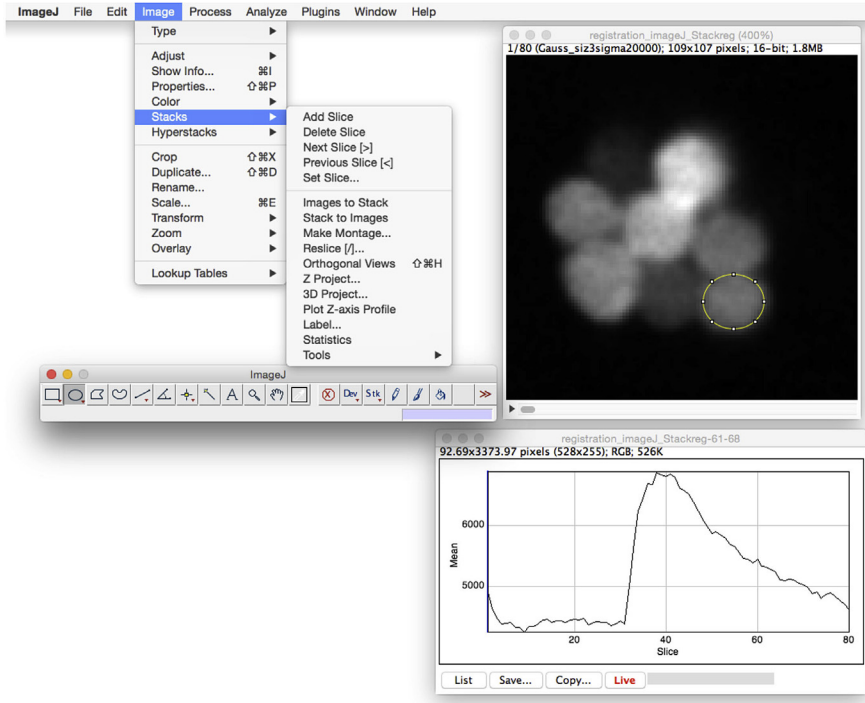 ImageJ File Edit Image Process Analyze Plugins Window Help
Type ▶
Adjust ▶
Show Info... ⌘I
Properties... ⇧⌘P
Color ▶
Stacks ▶
Hyperstacks ▶
Crop ⇧⌘X
Duplicate... ⇧⌘D
Rename...
Scale... ⌘E
Transform ▶
Zoom ▶
Overlay ▶
Lookup Tables ▶
Add Slice
Delete Slice
Next Slice [>]
Previous Slice [<]
Set Slice...
Images to Stack
Stack to Images
Make Montage...
Reslice [/]...
Orthogonal Views ⇧⌘H
Z Project...
3D Project...
Plot Z-axis Profile
Label...
Statistics
Tools ▶
registration_imageJ_Stackreg (400%)
1/80 (Gauss_siz3sigma20000); 109x107 pixels; 16-bit; 1.8MB
ImageJ
A Dev Stk >>
registration_imageJ_Stackreg-61-68
92.69x3373.97 pixels (528x255); RGB; 526K
6000
5000
Mean
20 40 60 80
Slice
List Save... Copy... Live